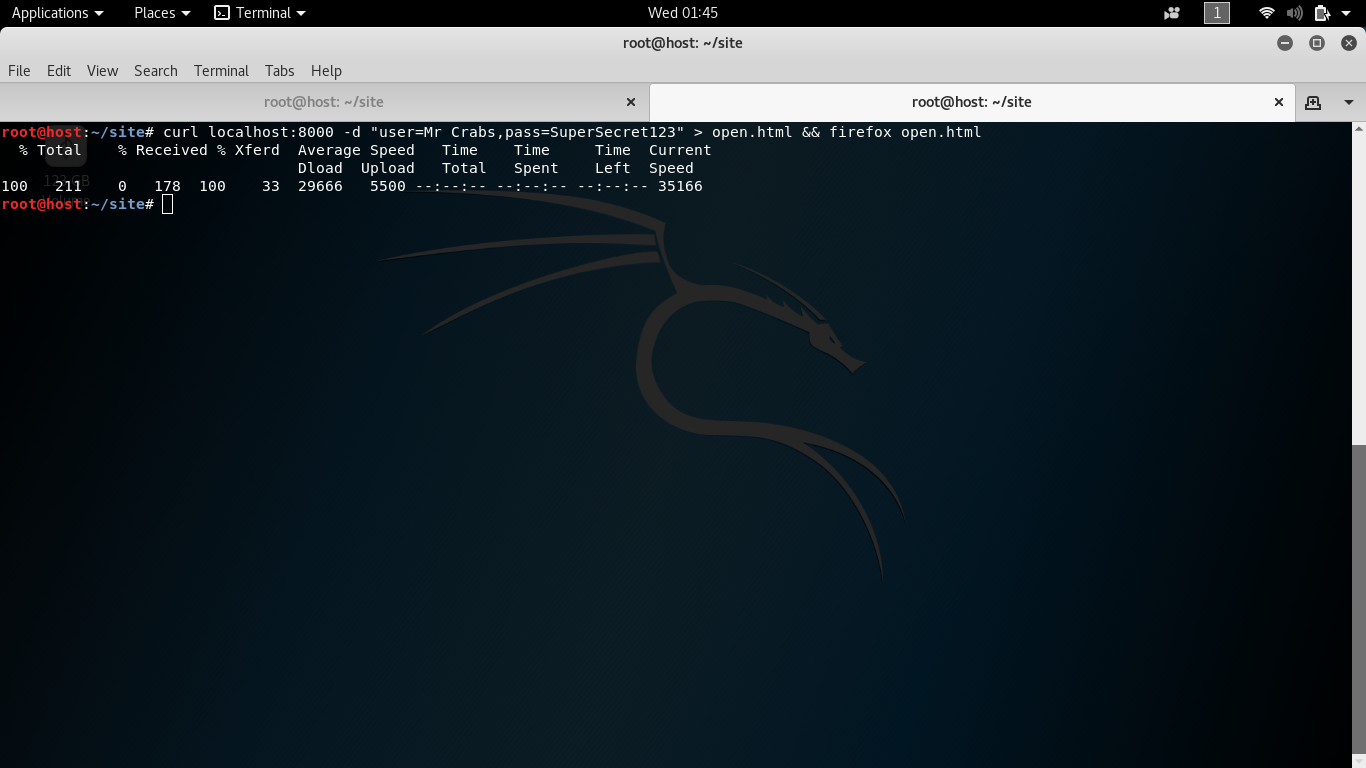 Applications Places Terminal Wed 01:45 1
root@host: ~/site
File Edit View Search Terminal Tabs Help
root@host: ~/site root@host: ~/site
root@host:~/site# curl localhost:8000 -d "user=Mr Crabs,pass=SuperSecret123" > open.html && firefox open.html
% Total % Received % Xferd Average Speed Time Time Time Current
Dload Upload Total Spent Left Speed
100 211 0 178 100 33 29666 5500 --:--:-- --:--:-- --:--:-- 35166
root@host:~/site#